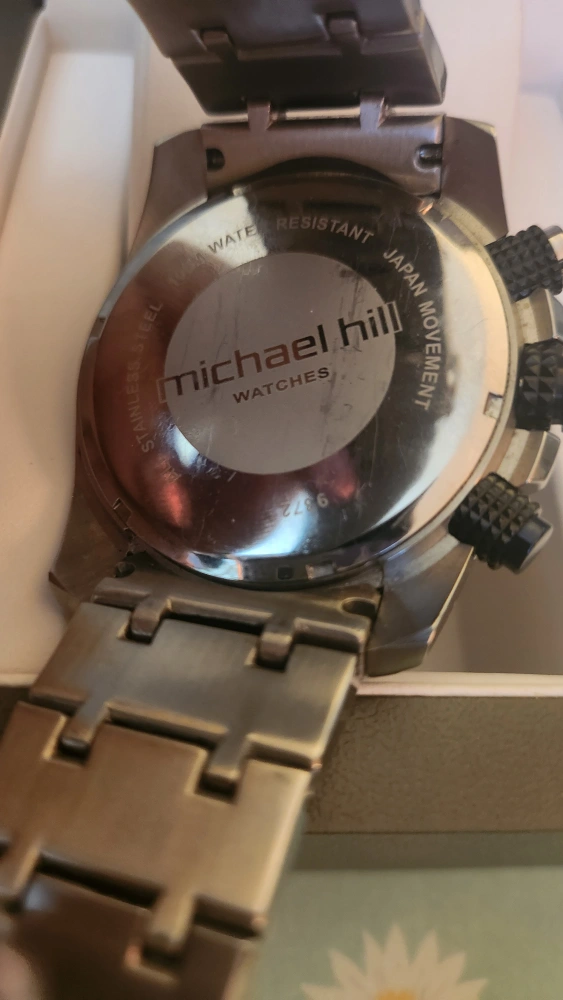 WATER RESISTANT
JAPAN MOVEMENT
STAINLESS STEEL
michael hill
WATCHES